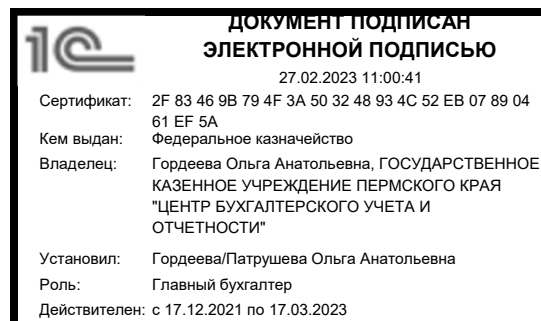 1С
ДОКУМЕНТ ПОДПИСАН
ЭЛЕКТРОННОЙ ПОДПИСЬЮ
27.02.2023 11:00:41
Сертификат: 2F 83 46 9B 79 4F 3A 50 32 48 93 4C 52 EB 07 89 04
61 EF 5A
Кем выдан: Федеральное казначейство
Владелец: Гордеева Ольга Анатольевна, ГОСУДАРСТВЕННОЕ
КАЗЕННОЕ УЧРЕЖДЕНИЕ ПЕРМСКОГО КРАЯ
"ЦЕНТР БУХГАЛТЕРСКОГО УЧЕТА И
ОТЧЕТНОСТИ"
Установил: Гордеева/Патрушева Ольга Анатольевна
Роль: Главный бухгалтер
Действителен: с 17.12.2021 по 17.03.2023